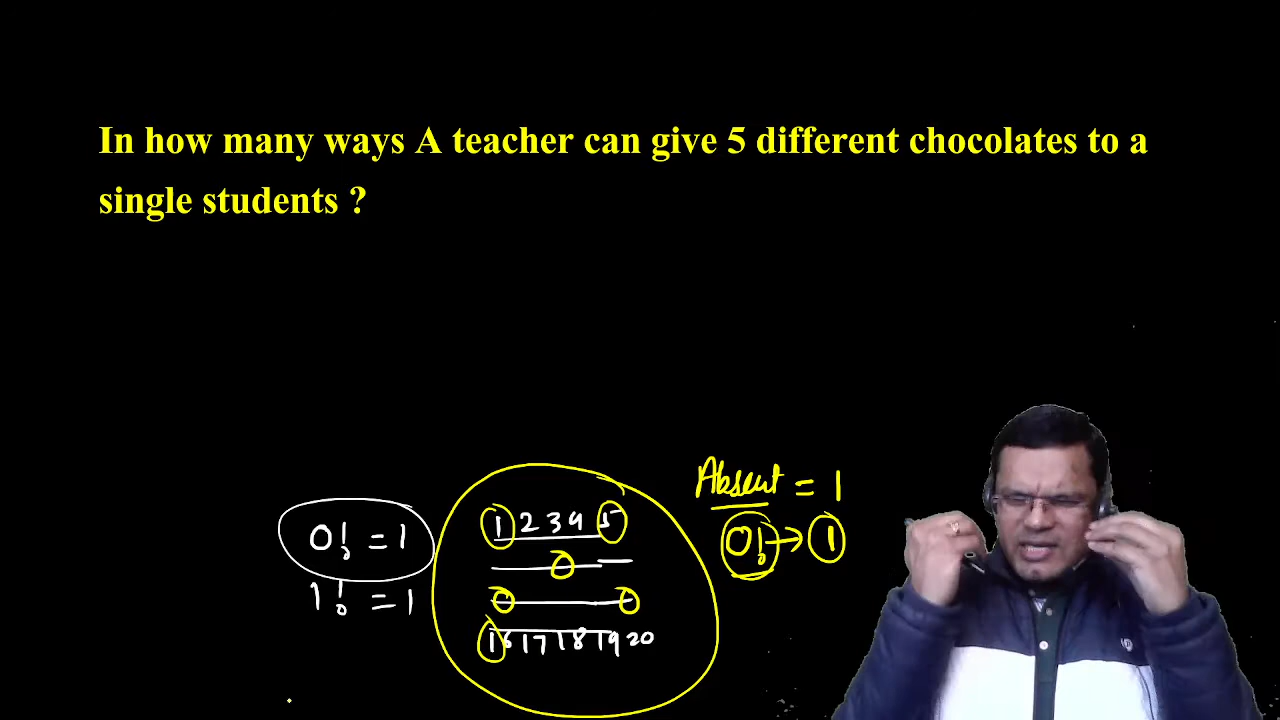 In how many ways A teacher can give 5 different chocolates to a
single students ?
Absent = 1
0! → 1
0! = 1
1! = 1
1 2 3 4 5
16 17 18 19 20